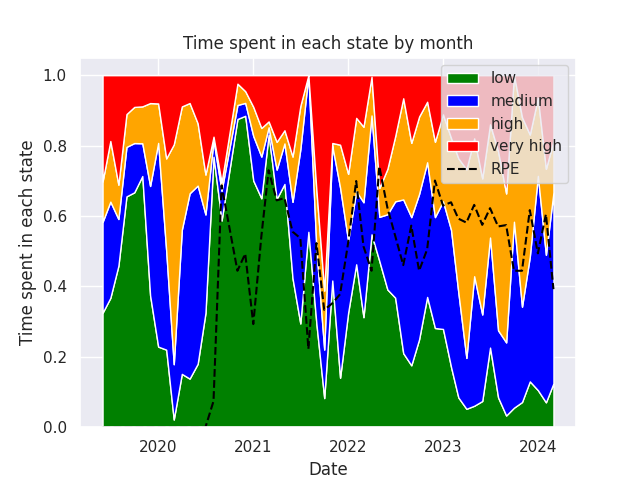 Time spent in each state by month
Time spent in each state
1.0
0.8
0.6
0.4
0.2
0.0
low
medium
high
very high
RPE
2020
2021
2022
2023
2024
Date